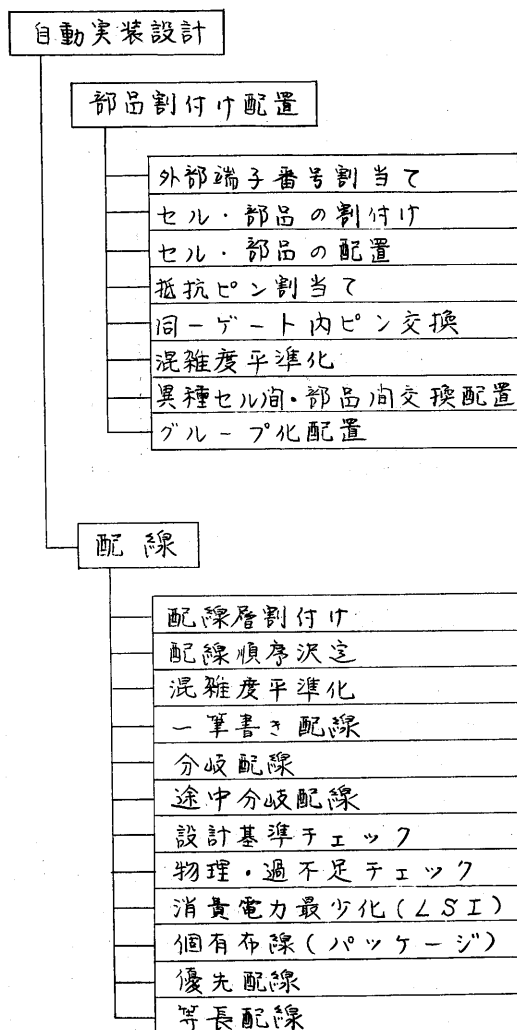 自動実装設計
部品割付け配置
外部端子番号割当て
セル・部品の割付け
セル・部品の配置
抵抗ピン割当て
同一ゲート内ピン交換
混雑度平準化
異種セル間・部品間交換配置
グループ化配置
配線
配線層割付け
配線順序決定
混雑度平準化
一筆書き配線
分岐配線
途中分岐配線
設計基準チェック
物理・過不足チェック
消費電力最少化(LSI)
個有布線(パッケージ)
優先配線
等長配線